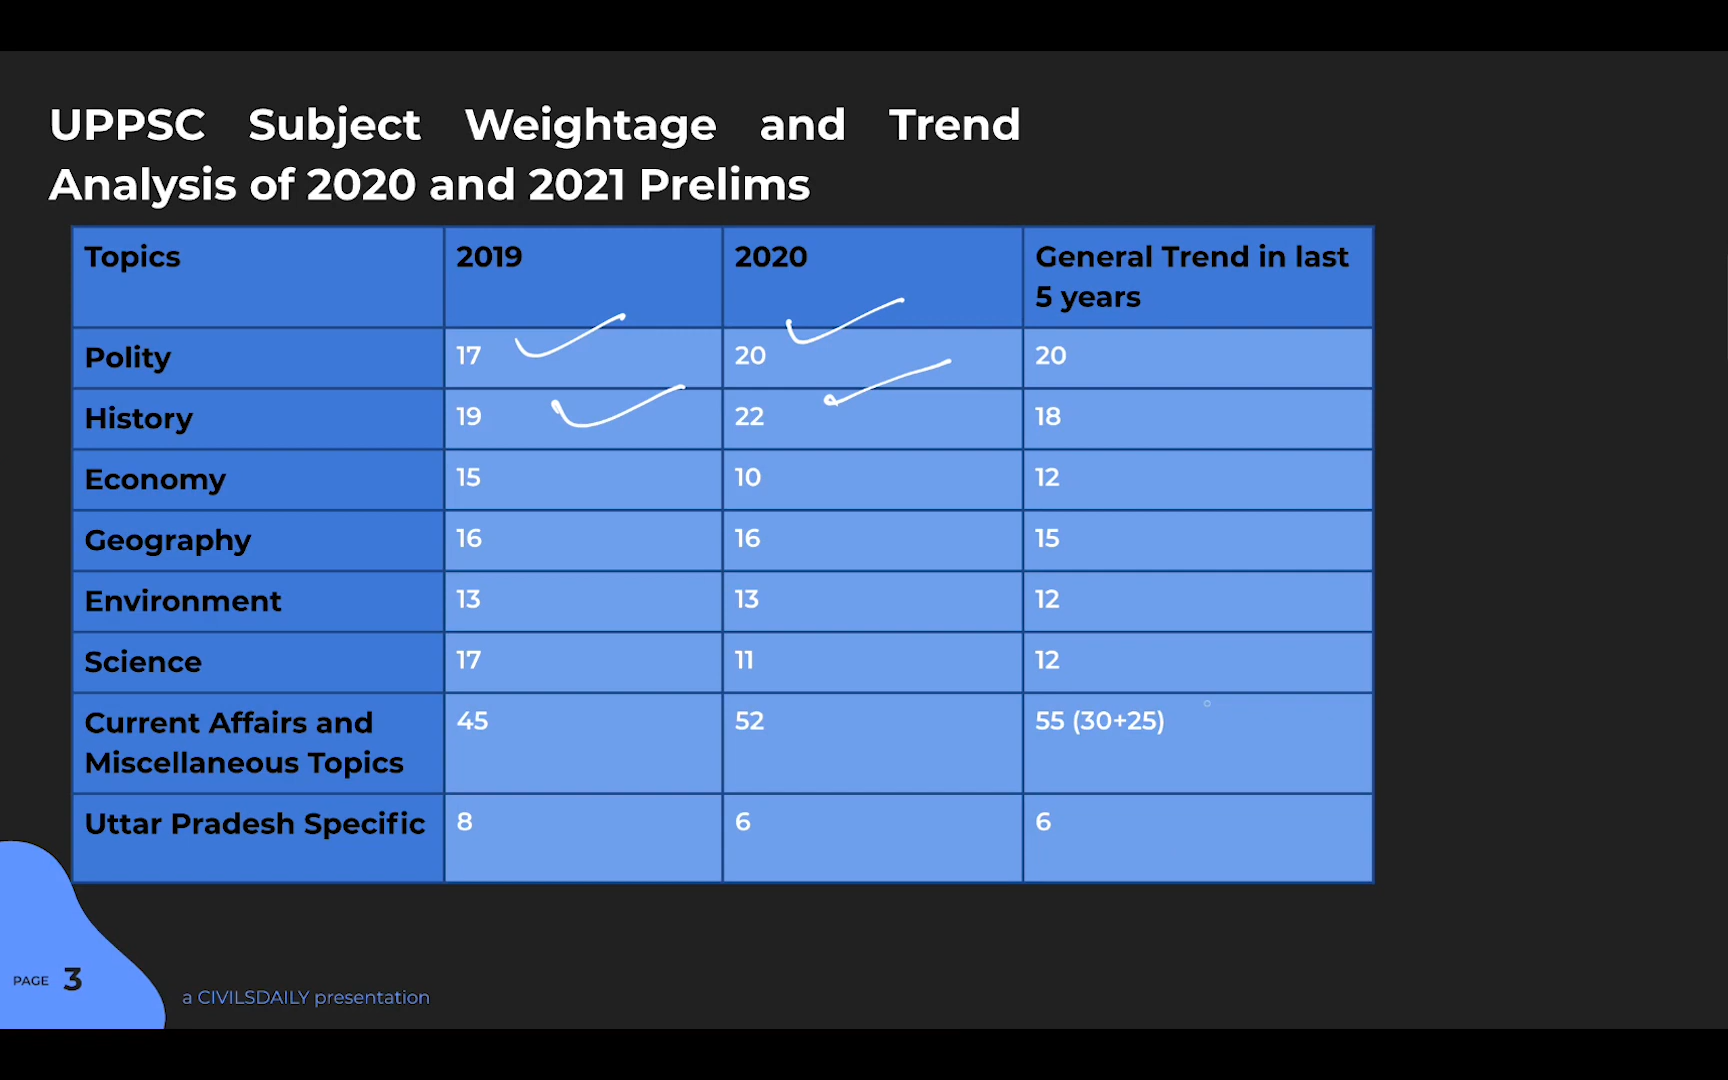 UPPSC Subject Weightage and Trend
Analysis of 2020 and 2021 Prelims
Topics 2019 2020 General Trend in last
5 years
Polity 17 20 20
History 19 22 18
Economy 15 10 12
Geography 16 16 15
Environment 13 13 12
Science 17 11 12
Current Affairs and 45 52 55 (30+25)
Miscellaneous Topics
Uttar Pradesh Specific 8 6 6
PAGE 3
a CIVILSDAILY presentation